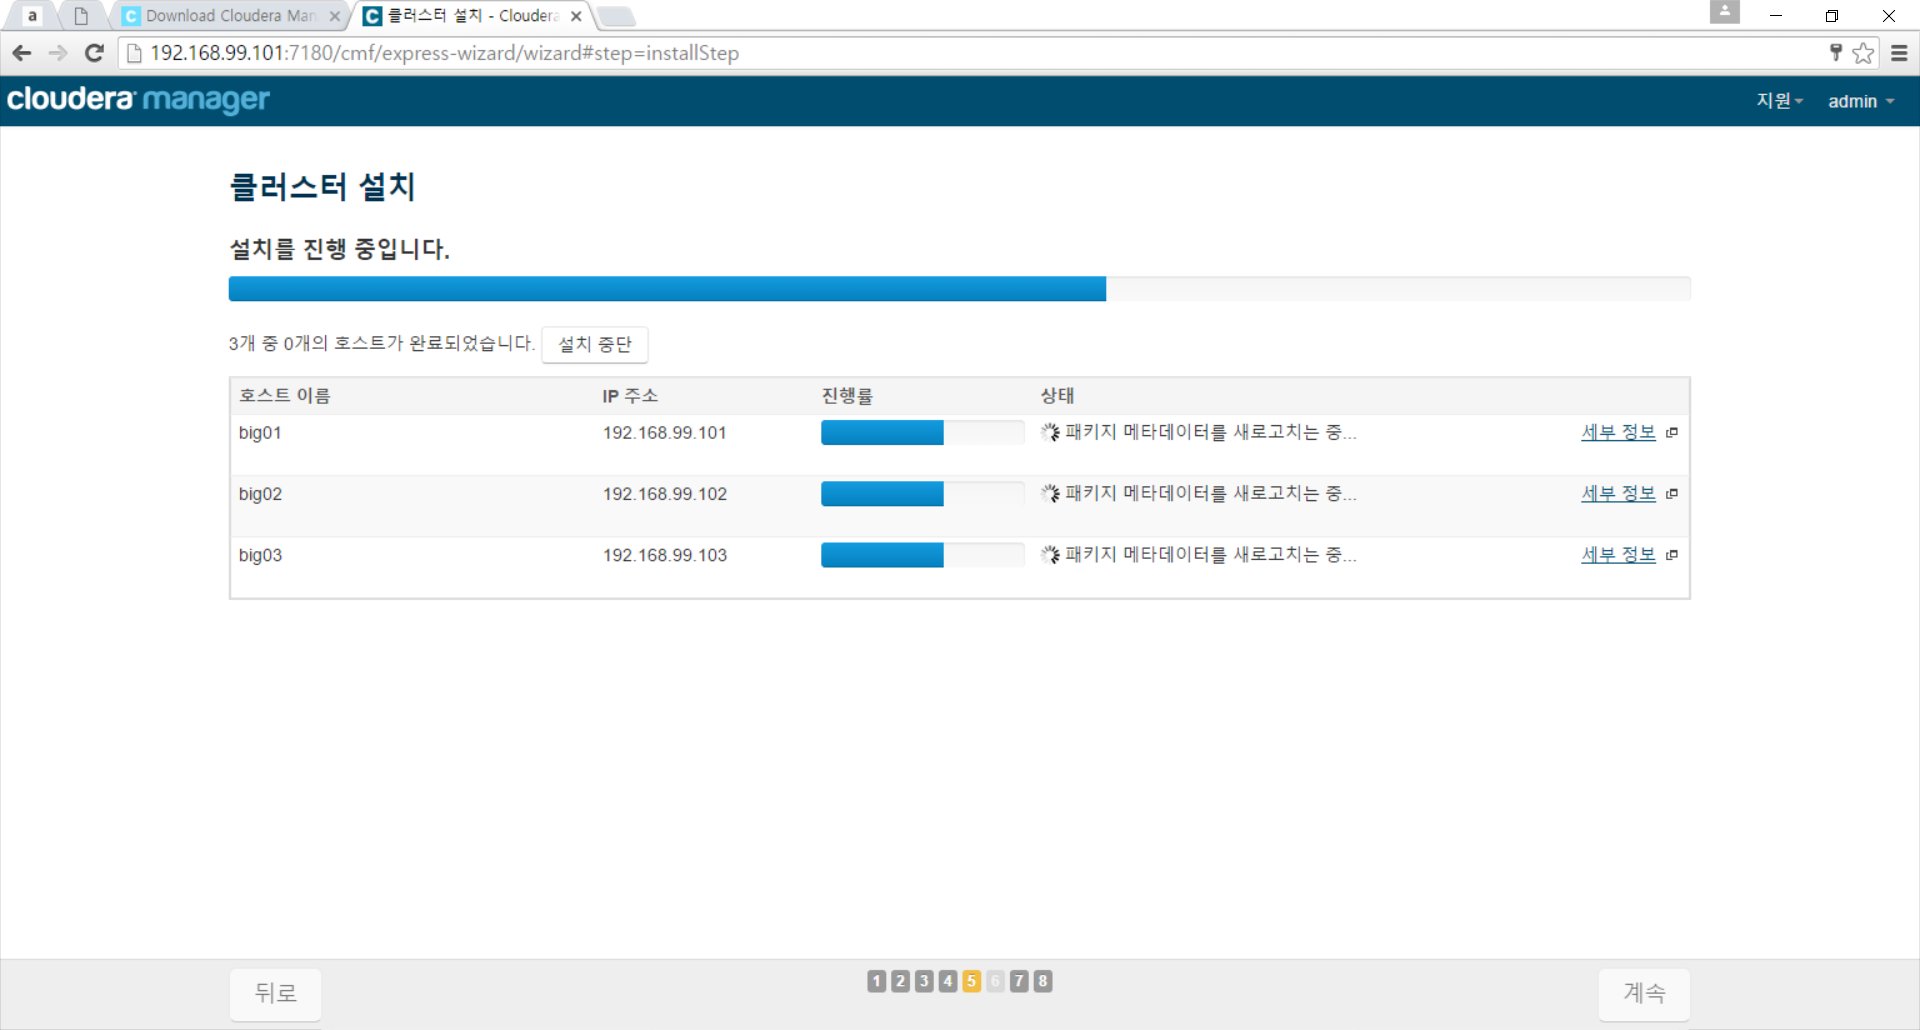 a
Download Cloudera Man
클러스터 설치 - Cloudera
192.168.99.101:7180/cmf/express-wizard/wizard#step=installStep
cloudera manager
지원
admin
클러스터 설치
설치를 진행 중입니다.
3개 중 0개의 호스트가 완료되었습니다. 설치 중단
호스트 이름 IP 주소 진행률 상태
big01 192.168.99.101 패키지 메타데이터를 새로고치는 중... 세부 정보
big02 192.168.99.102 패키지 메타데이터를 새로고치는 중... 세부 정보
big03 192.168.99.103 패키지 메타데이터를 새로고치는 중... 세부 정보
뒤로
1 2 3 4 5 6 7 8
계속